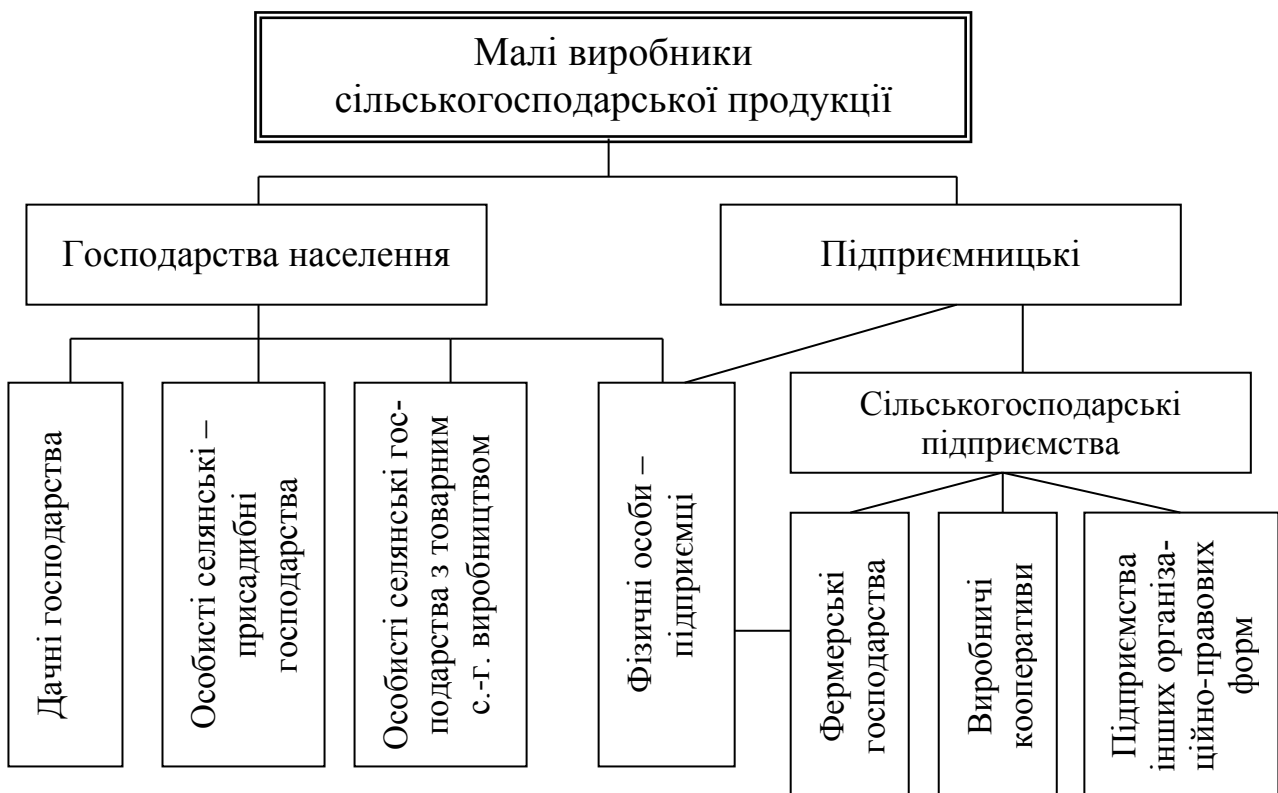 Малі виробники
сільськогосподарської продукції
Господарства населення
Підприємницькі
Дачні господарства
Особисті селянські –
присадибні
господарства
Особисті селянські гос-
подарства з товарним
с.-г. виробництвом
Фізичні особи –
підприємці
Сільськогосподарські
підприємства
Фермерські
господарства
Виробничі
кооперативи
Підприємства
інших організа-
ційно-правових
форм